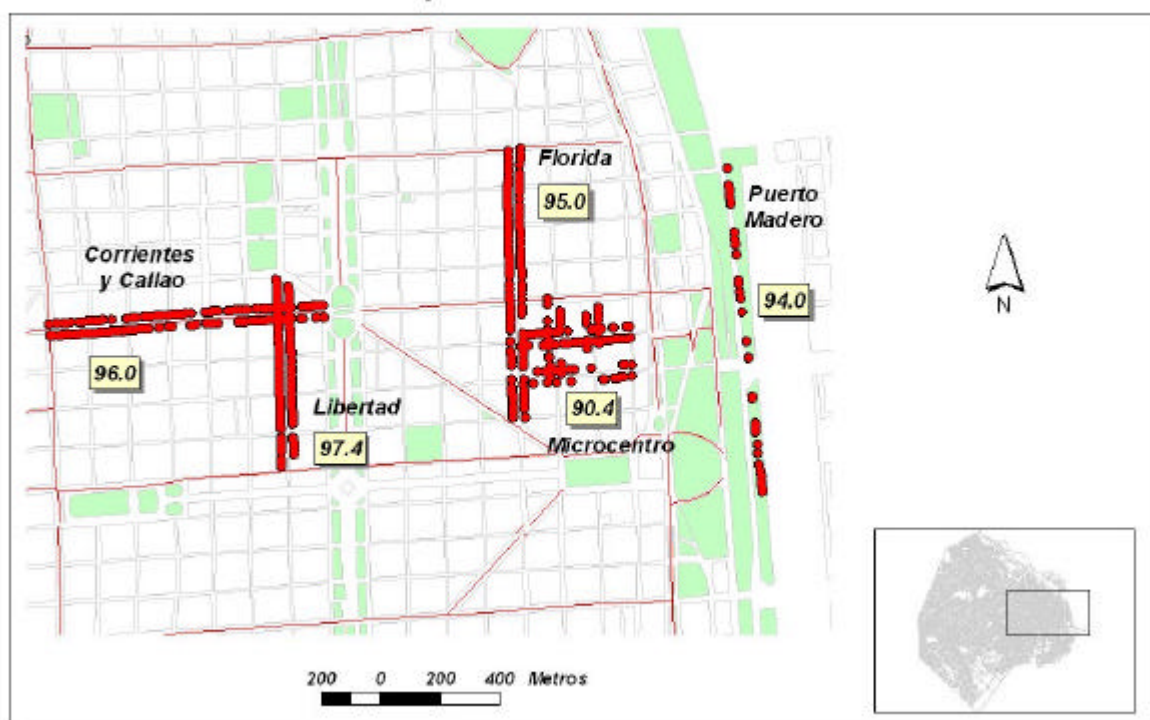 Florida
95.0
Puerto
Madero
94.0
Corrientes
y Callao
96.0
Libertad
97.4
90.4
Microcentro
N
200 0 200 400 Metros